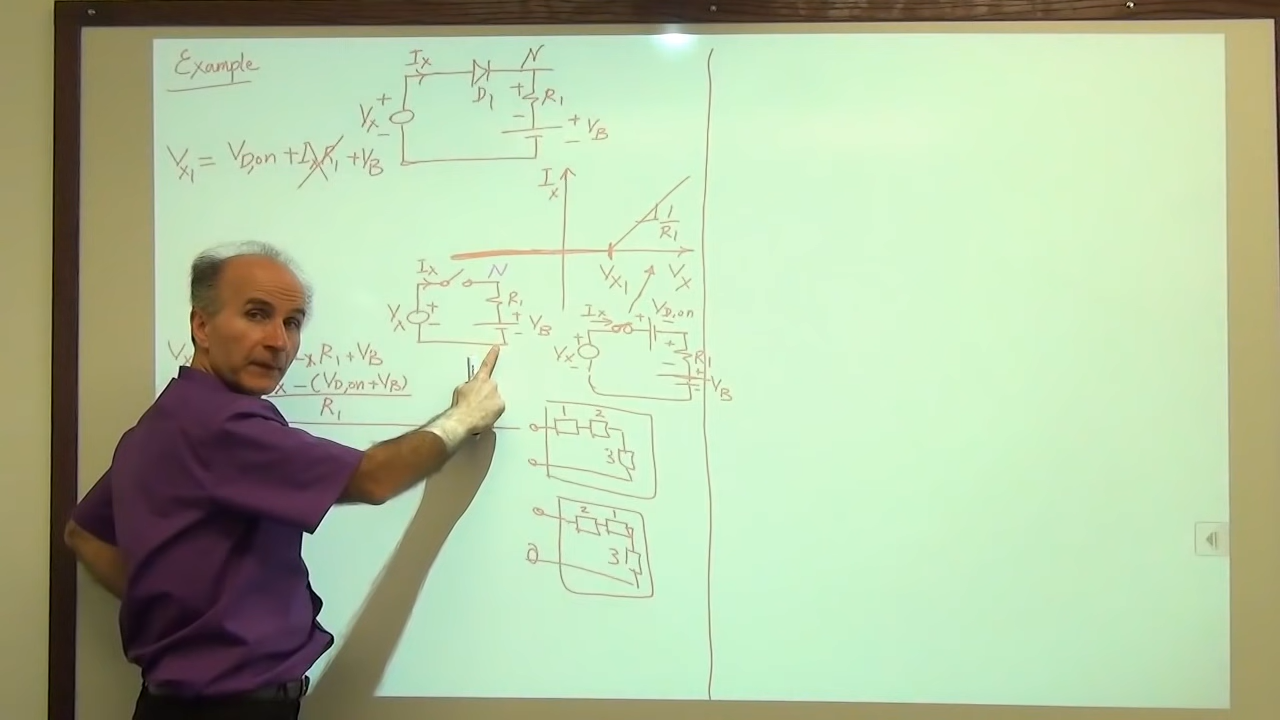 Example
Ix
N
D1
+
-
R1
Vx
+
-
+
-
VB
Vx1 = VD,on + IxR1 + VB
Ix
1
R1
Vx1
Vx
Ix
N
R1
Vx
+
-
+
-
VB
Ix
+
VD,on
-
Vx
+
-
+
-
R1
+
-
VB
Vx
x R1 + VB
x - (VD,on + VB)
R1
1
2
3
2
1
3